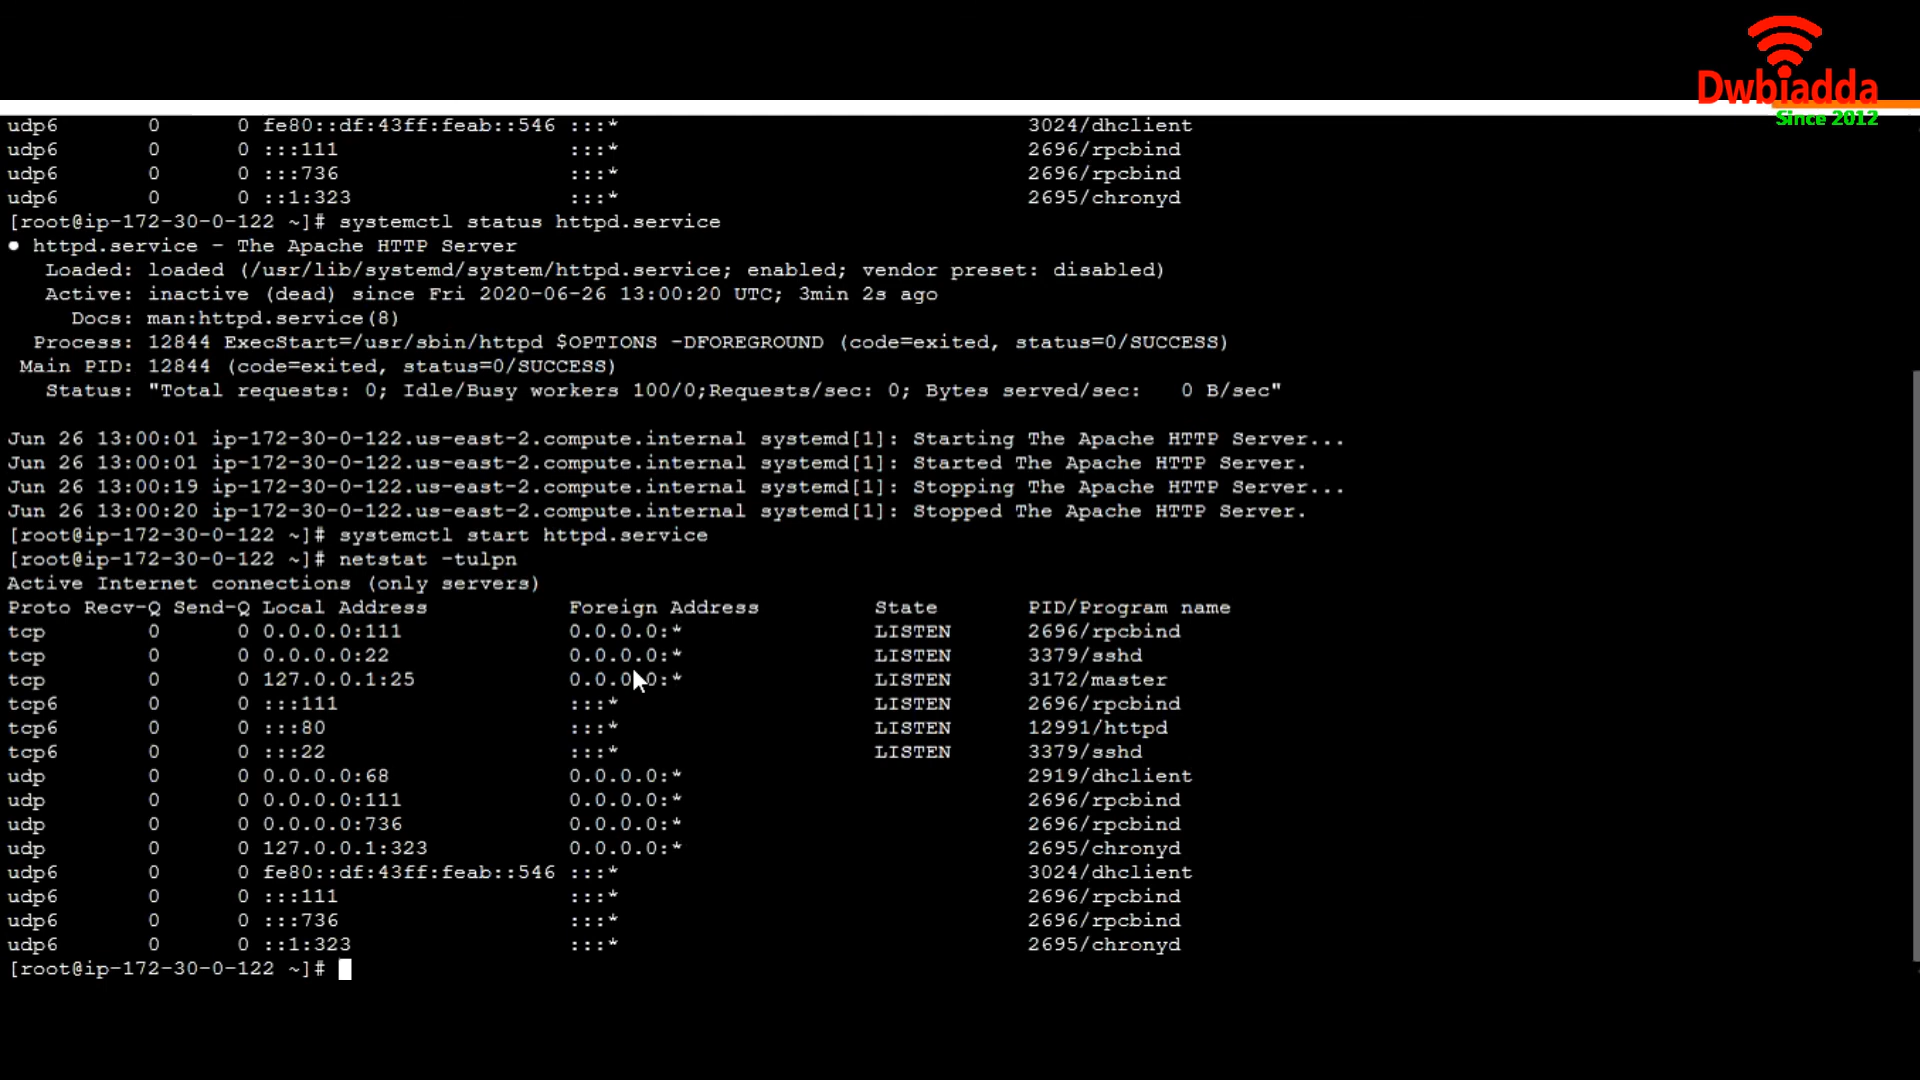 Dwbiadda
Since 2012
udp6 0 0 fe80::df:43ff:feab::546 :::* 3024/dhclient
udp6 0 0 :::111 :::* 2696/rpcbind
udp6 0 0 :::736 :::* 2696/rpcbind
udp6 0 0 ::1:323 :::* 2695/chronyd
[root@ip-172-30-0-122 ~]# systemctl status httpd.service
● httpd.service - The Apache HTTP Server
Loaded: loaded (/usr/lib/systemd/system/httpd.service; enabled; vendor preset: disabled)
Active: inactive (dead) since Fri 2020-06-26 13:00:20 UTC; 3min 2s ago
Docs: man:httpd.service(8)
Process: 12844 ExecStart=/usr/sbin/httpd $OPTIONS -DFOREGROUND (code=exited, status=0/SUCCESS)
Main PID: 12844 (code=exited, status=0/SUCCESS)
Status: "Total requests: 0; Idle/Busy workers 100/0;Requests/sec: 0; Bytes served/sec: 0 B/sec"
Jun 26 13:00:01 ip-172-30-0-122.us-east-2.compute.internal systemd[1]: Starting The Apache HTTP Server...
Jun 26 13:00:01 ip-172-30-0-122.us-east-2.compute.internal systemd[1]: Started The Apache HTTP Server.
Jun 26 13:00:19 ip-172-30-0-122.us-east-2.compute.internal systemd[1]: Stopping The Apache HTTP Server...
Jun 26 13:00:20 ip-172-30-0-122.us-east-2.compute.internal systemd[1]: Stopped The Apache HTTP Server.
[root@ip-172-30-0-122 ~]# systemctl start httpd.service
[root@ip-172-30-0-122 ~]# netstat -tulpn
Active Internet connections (only servers)
Proto Recv-Q Send-Q Local Address Foreign Address State PID/Program name
tcp 0 0 0.0.0.0:111 0.0.0.0:* LISTEN 2696/rpcbind
tcp 0 0 0.0.0.0:22 0.0.0.0:* LISTEN 3379/sshd
tcp 0 0 127.0.0.1:25 0.0.0.0:* LISTEN 3172/master
tcp6 0 0 :::111 :::* LISTEN 2696/rpcbind
tcp6 0 0 :::80 :::* LISTEN 12991/httpd
tcp6 0 0 :::22 :::* LISTEN 3379/sshd
udp 0 0 0.0.0.0:68 0.0.0.0:* 2919/dhclient
udp 0 0 0.0.0.0:111 0.0.0.0:* 2696/rpcbind
udp 0 0 0.0.0.0:736 0.0.0.0:* 2696/rpcbind
udp 0 0 127.0.0.1:323 0.0.0.0:* 2695/chronyd
udp6 0 0 fe80::df:43ff:feab::546 :::* 3024/dhclient
udp6 0 0 :::111 :::* 2696/rpcbind
udp6 0 0 :::736 :::* 2696/rpcbind
udp6 0 0 ::1:323 :::* 2695/chronyd
[root@ip-172-30-0-122 ~]#